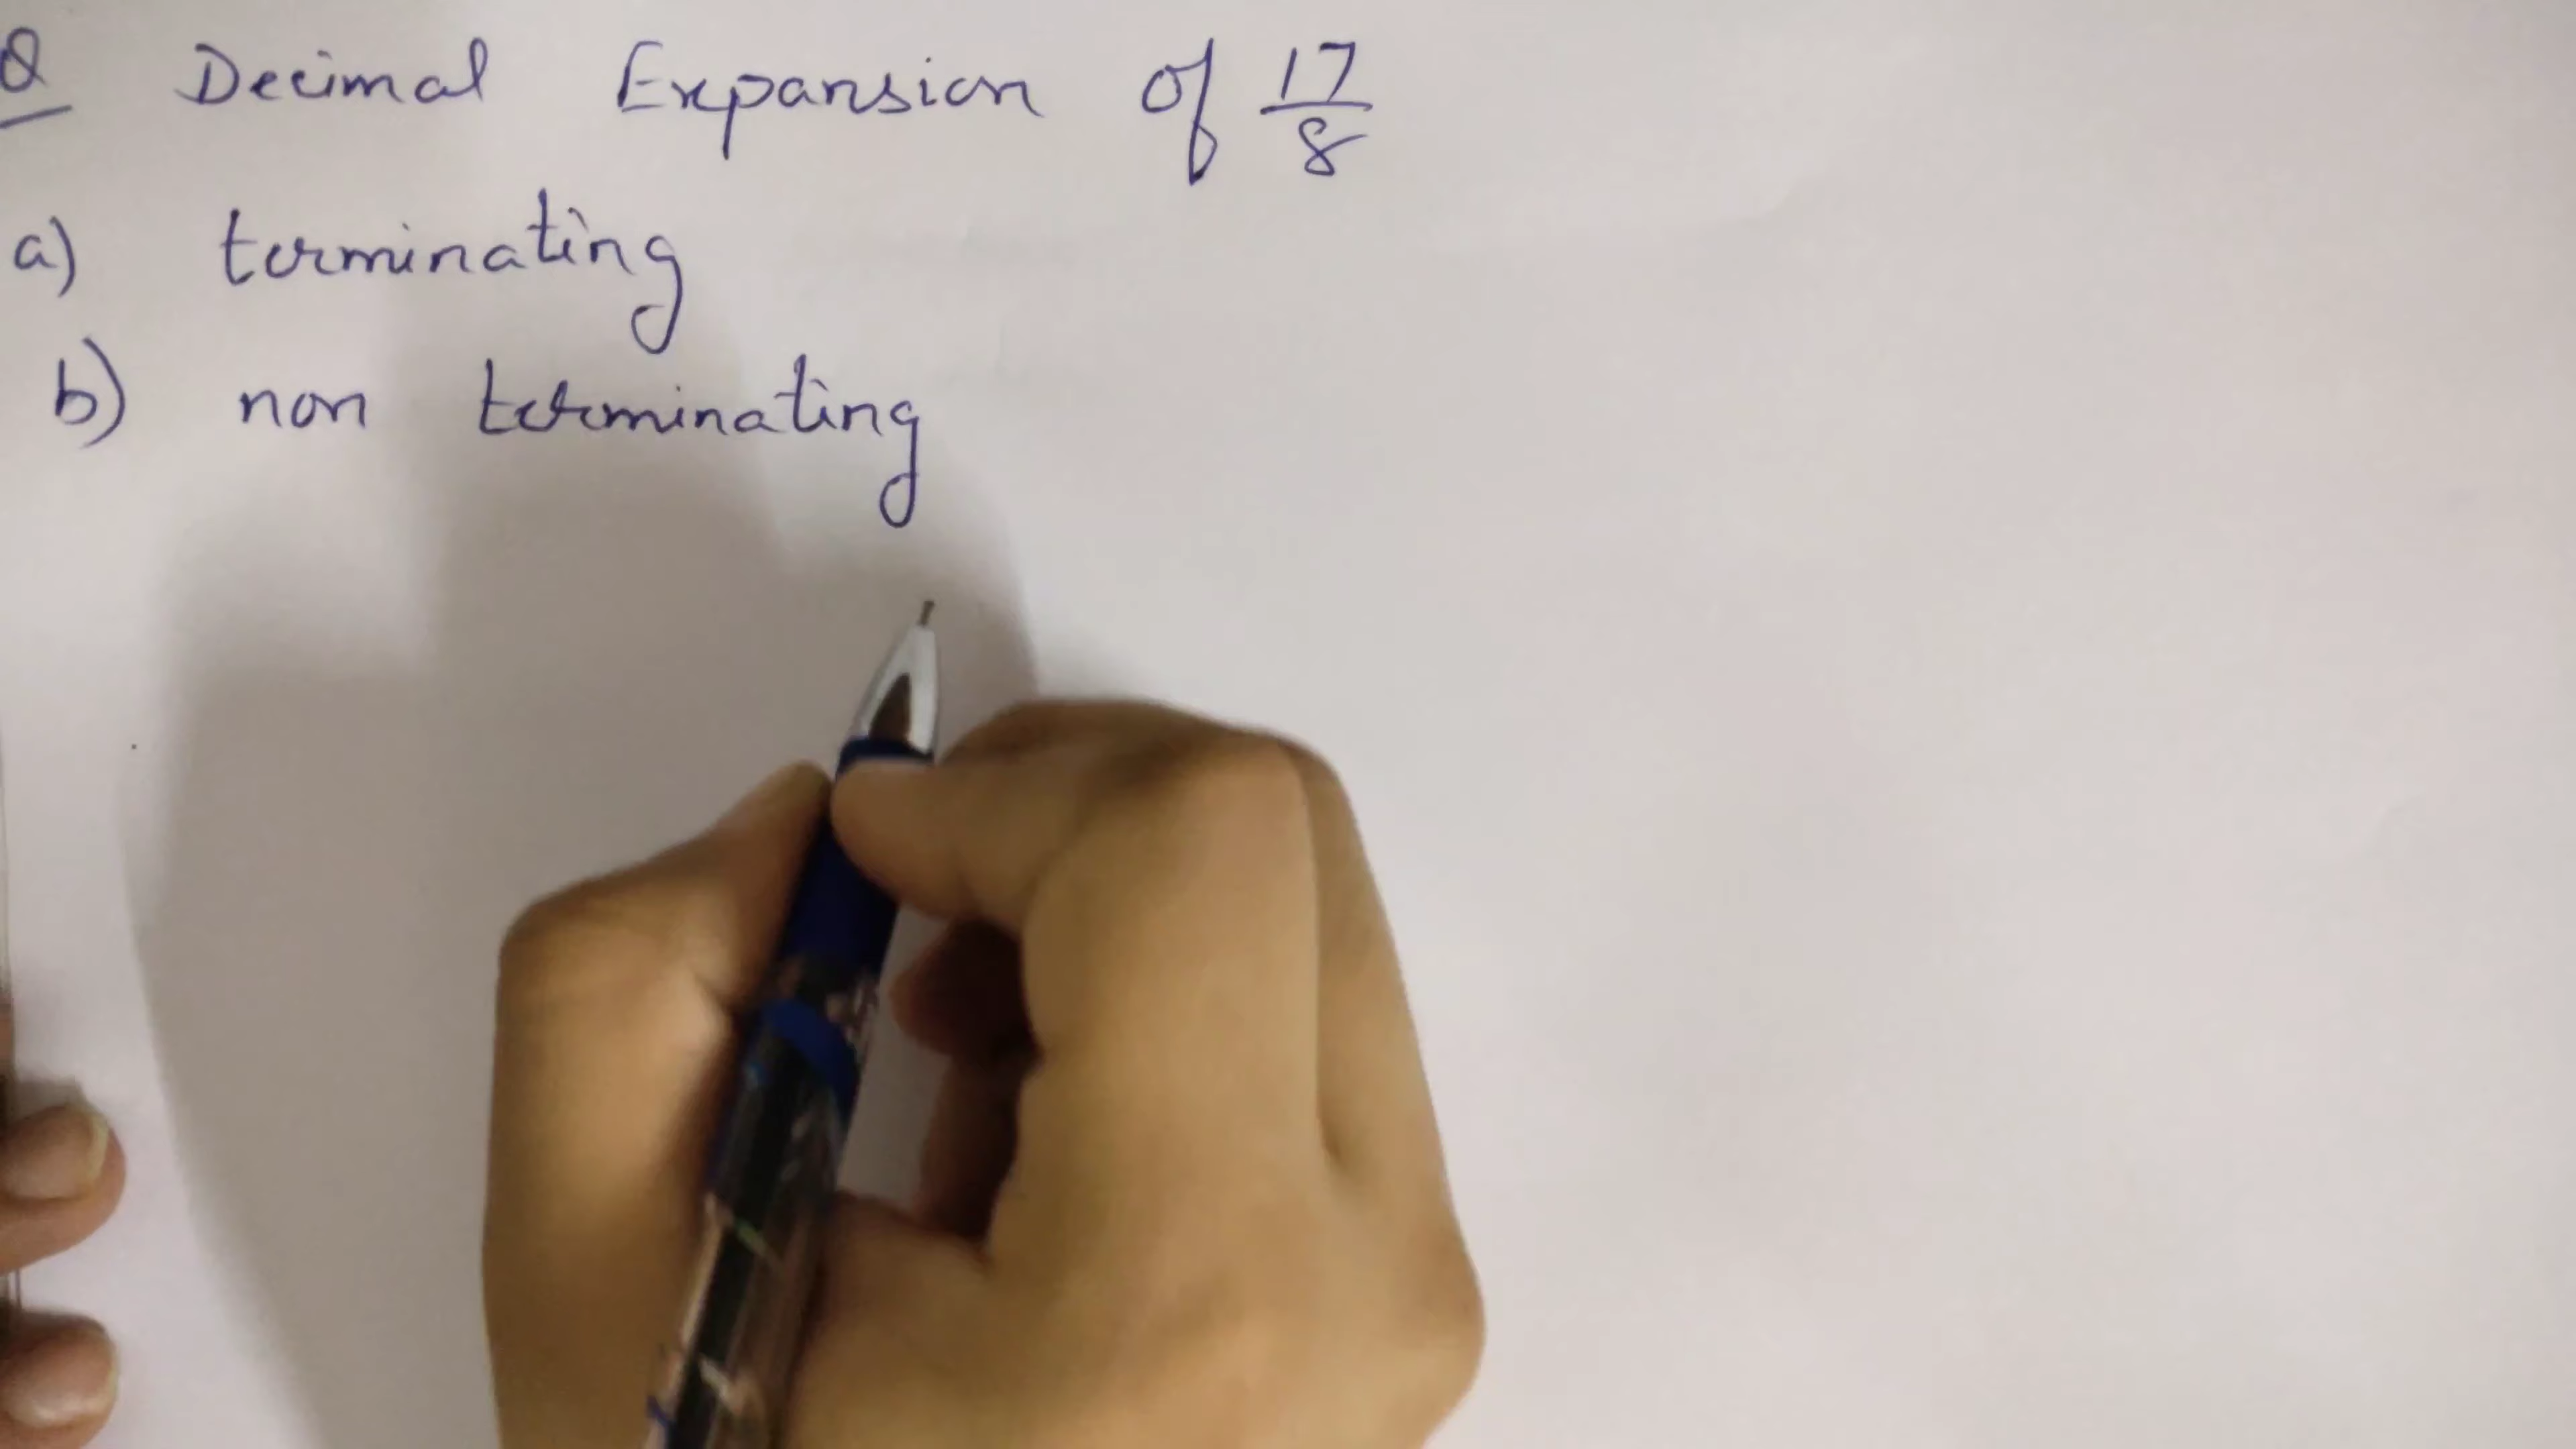 Q Decimal Expansion of 17/8
a) terminating
b) non terminating